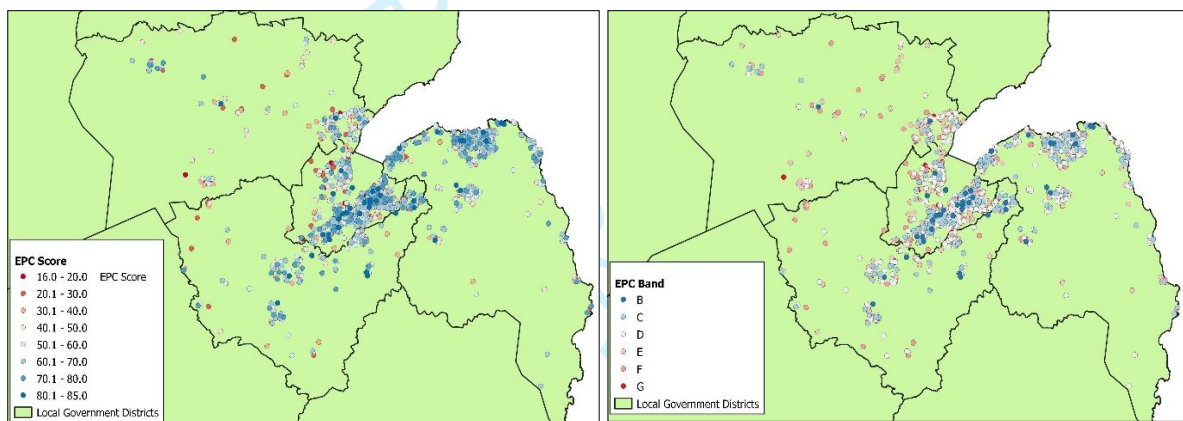 EPC Score
16.0 - 20.0 EPC Score
20.1 - 30.0
30.1 - 40.0
40.1 - 50.0
50.1 - 60.0
60.1 - 70.0
70.1 - 80.0
80.1 - 85.0
Local Government Districts
EPC Band
B
C
D
E
F
G
Local Government Districts